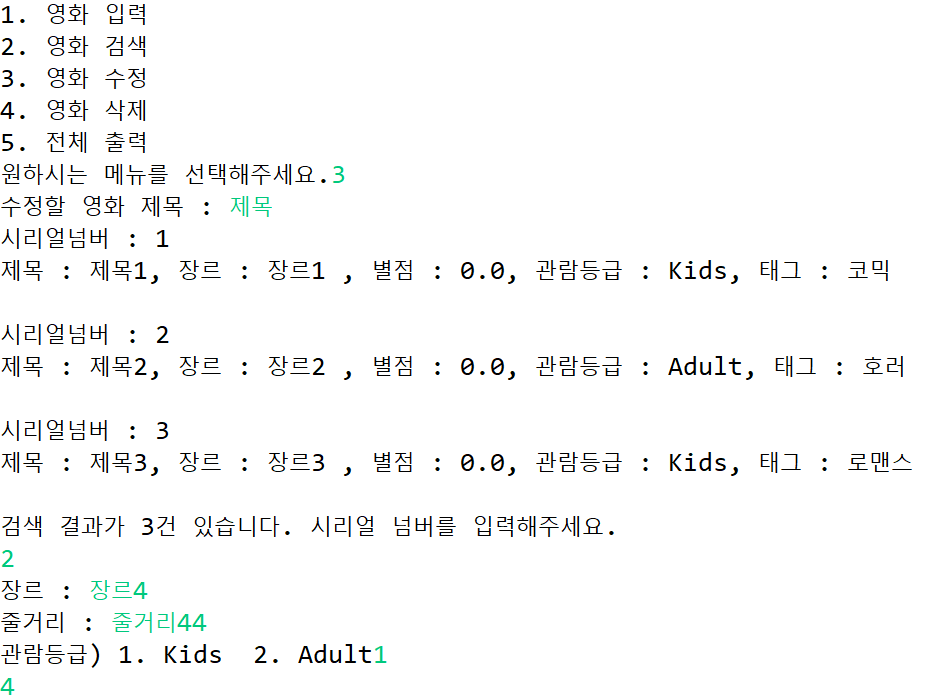 1. 영화 입력
2. 영화 검색
3. 영화 수정
4. 영화 삭제
5. 전체 출력
원하시는 메뉴를 선택해주세요.3
수정할 영화 제목 : 제목
시리얼넘버 : 1
제목 : 제목1, 장르 : 장르1 , 별점 : 0.0, 관람등급 : Kids, 태그 : 코믹
시리얼넘버 : 2
제목 : 제목2, 장르 : 장르2 , 별점 : 0.0, 관람등급 : Adult, 태그 : 호러
시리얼넘버 : 3
제목 : 제목3, 장르 : 장르3 , 별점 : 0.0, 관람등급 : Kids, 태그 : 로맨스
검색 결과가 3건 있습니다. 시리얼 넘버를 입력해주세요.
2
장르 : 장르4
줄거리 : 줄거리44
관람등급) 1. Kids  2. Adult1
4